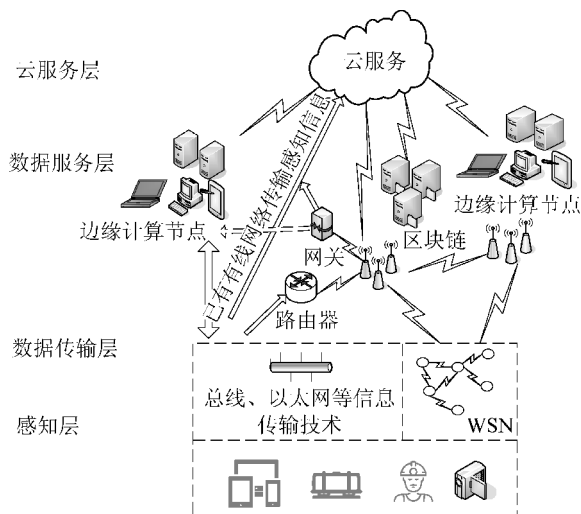 云服务层
云服务
已有有线网络传输感知信息
数据服务层
边缘计算节点
网关
区块链
边缘计算节点
路由器
数据传输层
总线、以太网等信息
传输技术
WSN
感知层